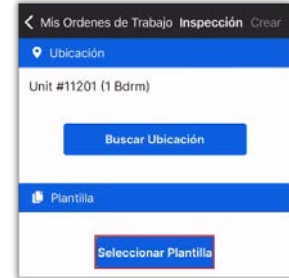 Mis Ordenes de Trabajo Inspección Crear
Ubicación
Unit #11201 (1 Bdrm)
Buscar Ubicación
Plantilla
Seleccionar Plantilla